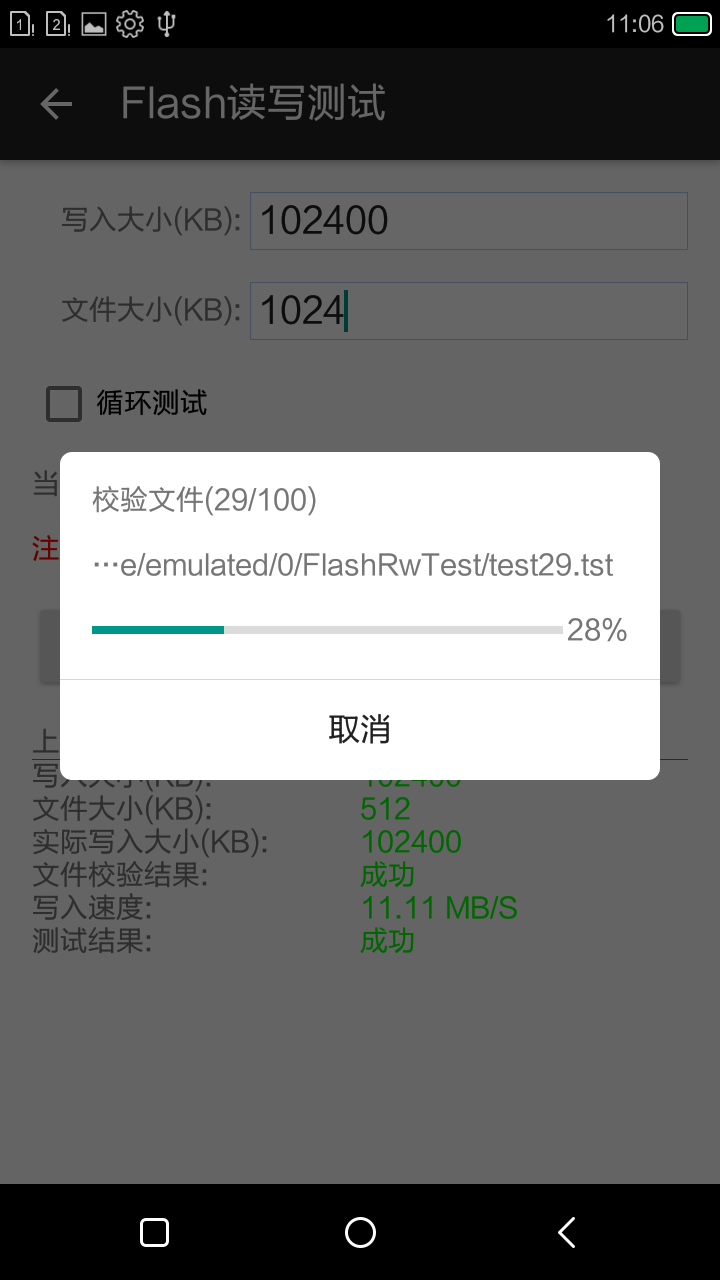 1 2 11:06
Flash读写测试
写入大小(KB): 102400
文件大小(KB): 1024
循环测试
当
校验文件(29/100)
注
…e/emulated/0/FlashRwTest/test29.tst
28%
取消
上
写入大小(KB): 102400
文件大小(KB): 512
实际写入大小(KB): 102400
文件校验结果: 成功
写入速度: 11.11 MB/S
测试结果: 成功